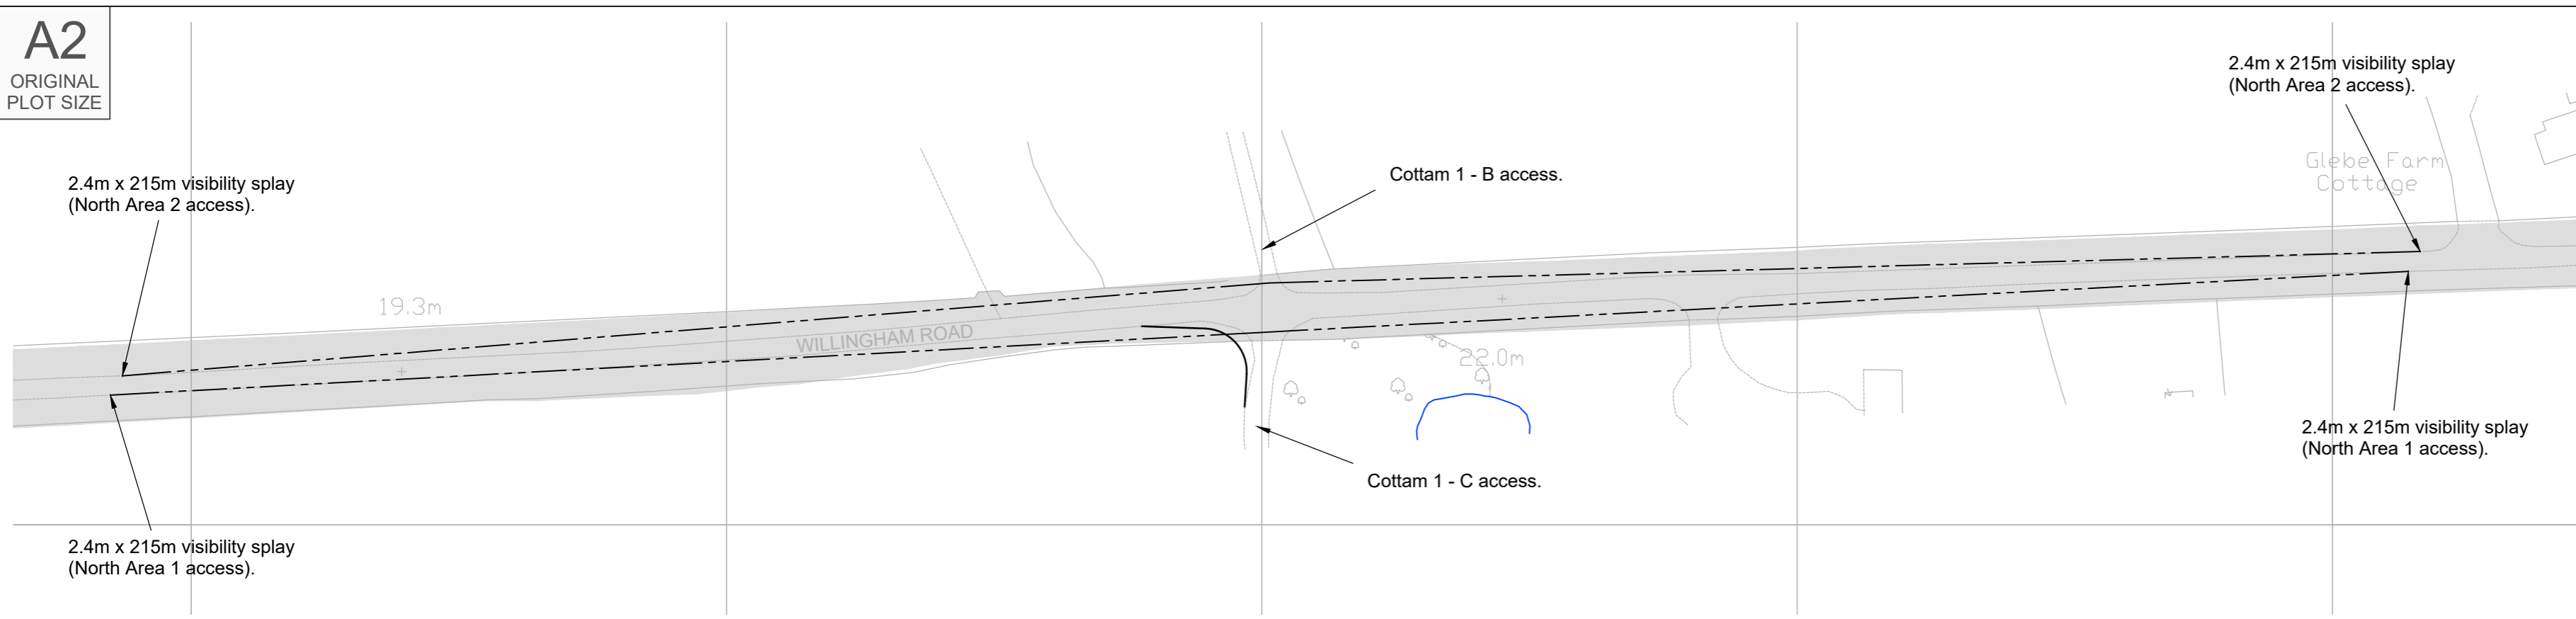 A2
ORIGINAL
PLOT SIZE
2.4m x 215m visibility splay
(North Area 2 access).
2.4m x 215m visibility splay
(North Area 2 access).
Glebe Farm
Cottage
Cottam 1 - B access.
19.3m
WILLINGHAM ROAD
22.0m
2.4m x 215m visibility splay
(North Area 1 access).
Cottam 1 - C access.
2.4m x 215m visibility splay
(North Area 1 access).